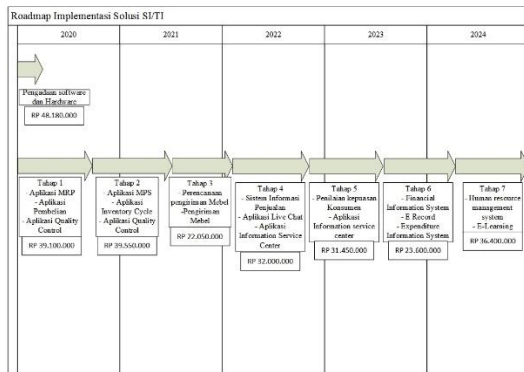 Roadmap Implementasi Solusi SI/TI
2020
2021
2022
2023
2024
Pengadaan software
dan Hardware
RP 48.180.000
Tahap 1
- Aplikasi MRP
- Aplikasi
Pembelian
- Aplikasi Quality
Control
RP 39.100.000
Tahap 2
- Aplikasi MPS
- Aplikasi
Inventory Cycle
- Aplikasi Quality
Control
RP 39.550.000
Tahap 3
- Perencanaan
pengiriman Mebel
-Pengiriman
Mebel
RP 22.050.000
Tahap 4
- Sistem Informasi
Penjualan
- Aplikasi Live Chat
- Aplikasi
Information Service
Center
RP 32.000.000
Tahap 5
- Penilaian kepuasan
Konsumen
- Aplikasi
Information service
center
RP 31.450.000
Tahap 6
- Financial
Information System
- E Record
- Expenditure
Information System
RP 23.600.000
Tahap 7
- Human resource
management
system
- E-Learning
RP 36.400.000